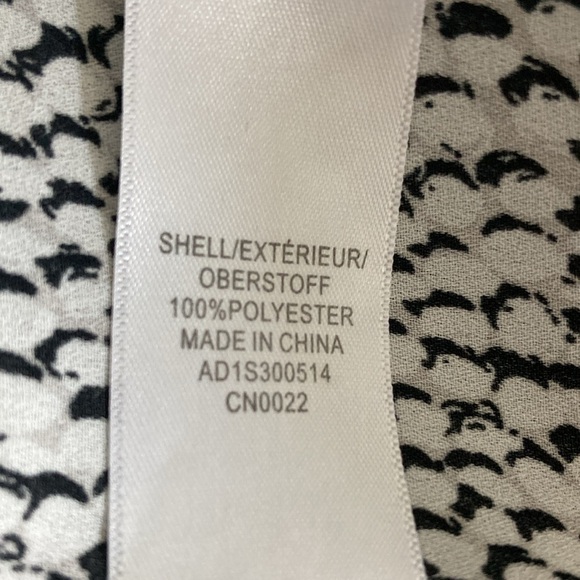 SHELL/EXTÉRIEUR/
OBERSTOFF
100%POLYESTER
MADE IN CHINA
AD1S300514
CN0022